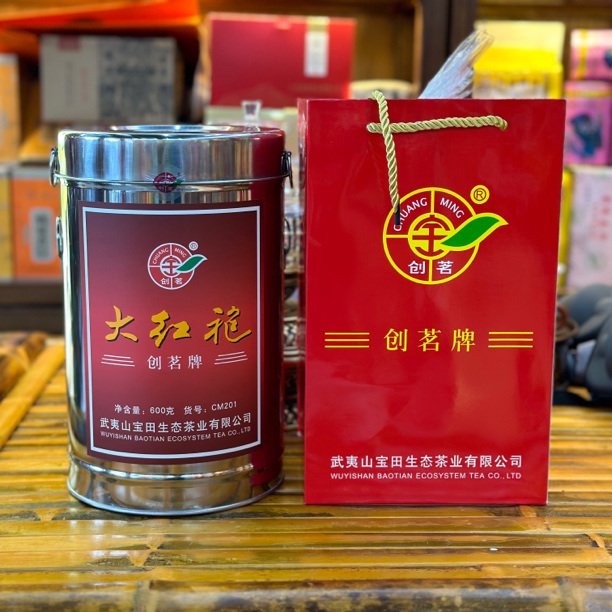 CHUANG MING
®
创茗
大红袍
创茗牌
净含量：600克 货号：CM201
武夷山宝田生态茶业有限公司
WUYISHAN BAOTIAN ECOSYSTEM TEA CO.,LTD
CHUANG MING
®
创茗
创茗牌
武夷山宝田生态茶业有限公司
WUYISHAN BAOTIAN ECOSYSTEM TEA CO., LTD